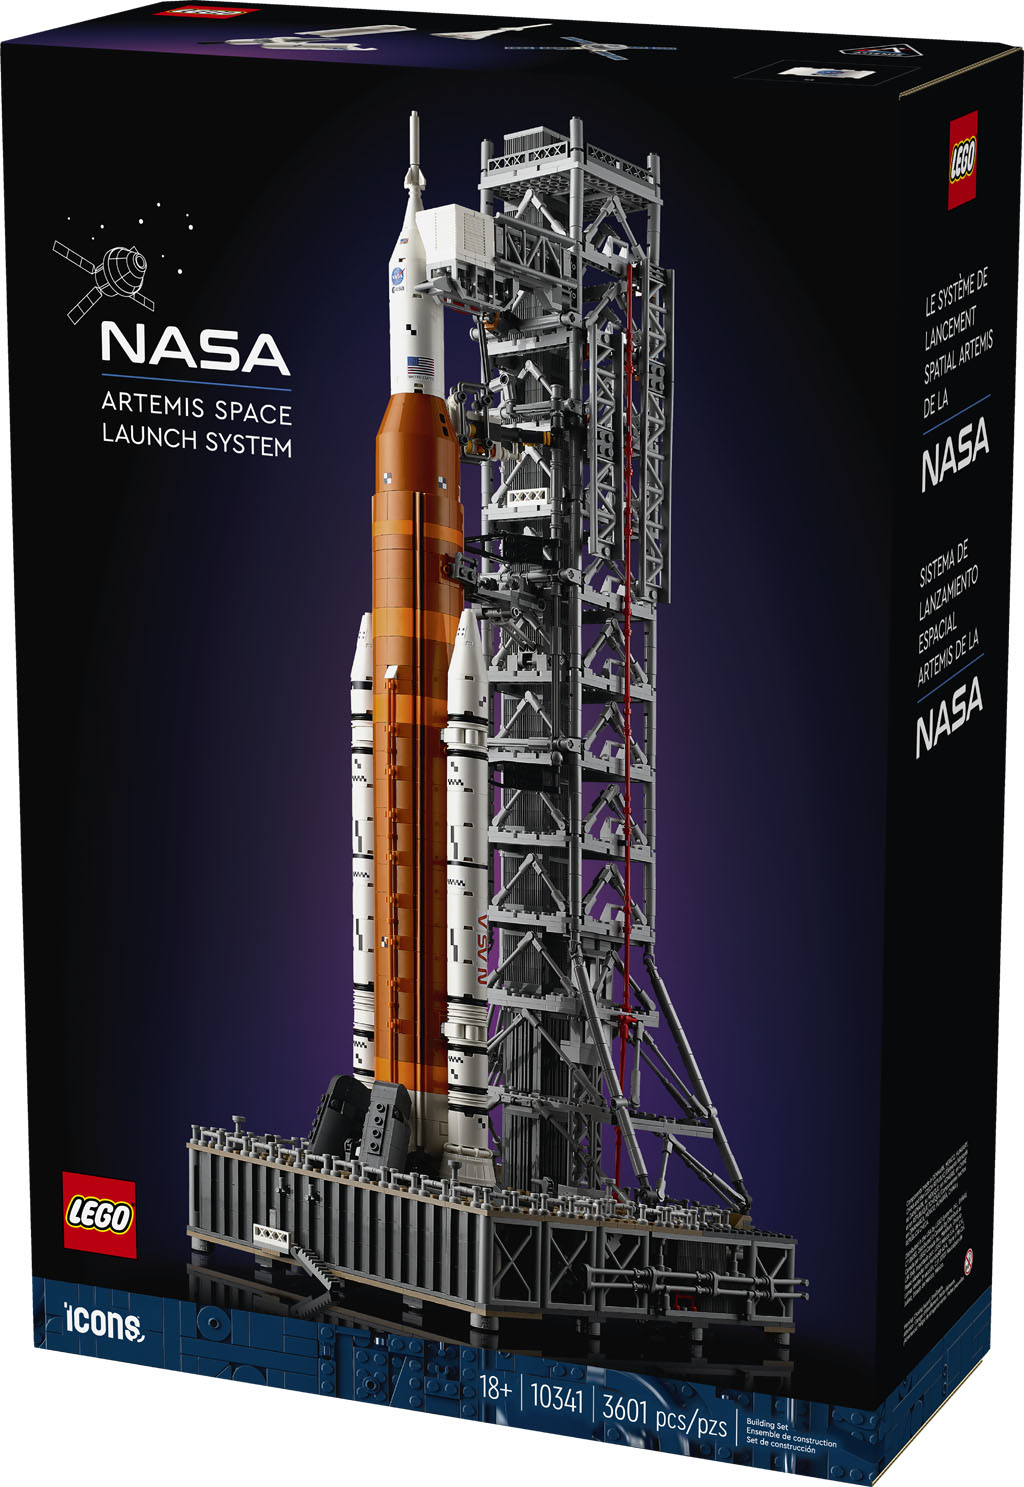 LEGO
NASA
ARTEMIS SPACE
LAUNCH SYSTEM
NASA
LEGO
icons
18+ | 10341 | 3601 pcs/pzs
Building Set
Ensemble de construction
Set de construcción
LEGO
LE SYSTÈME DE
LANCEMENT
SPATIAL ARTEMIS
DE LA
NASA
SISTEMA DE
LANZAMIENTO
ESPACIAL
ARTEMIS DE LA
NASA